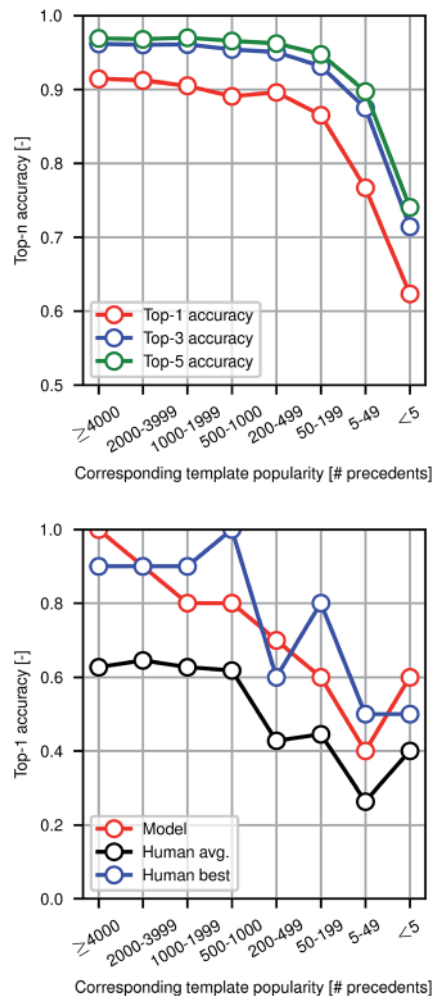 1.0
0.9
0.8
0.7
0.6
0.5
Top-n accuracy [-]
Top-1 accuracy
Top-3 accuracy
Top-5 accuracy
≥4000
2000-3999
1000-1999
500-1000
200-499
50-199
5-49
<5
Corresponding template popularity [# precedents]
1.0
0.8
0.6
0.4
0.2
0.0
Top-1 accuracy [-]
Model
Human avg.
Human best
≥4000
2000-3999
1000-1999
500-1000
200-499
50-199
5-49
<5
Corresponding template popularity [# precedents]